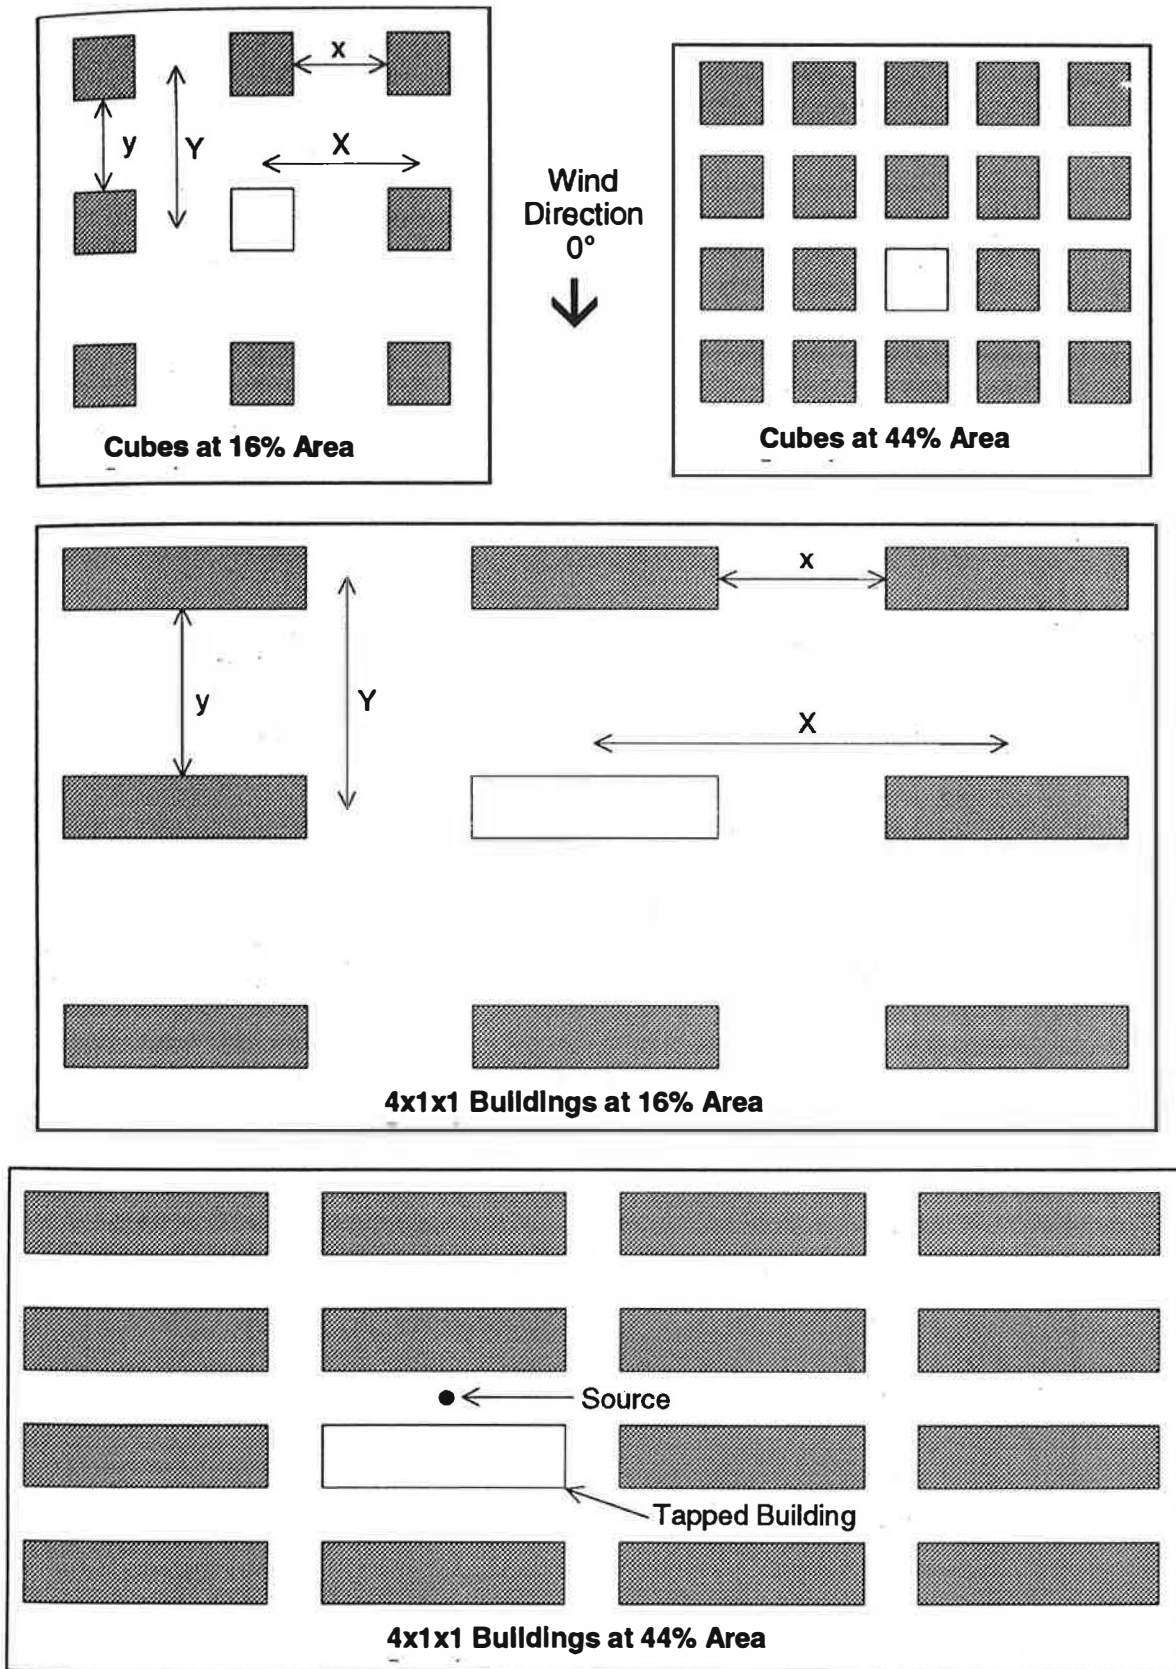 x
y
Y
X
Cubes at 16% Area
Wind
Direction
0°
Cubes at 44% Area
x
y
Y
X
4x1x1 Buildings at 16% Area
Source
Tapped Building
4x1x1 Buildings at 44% Area